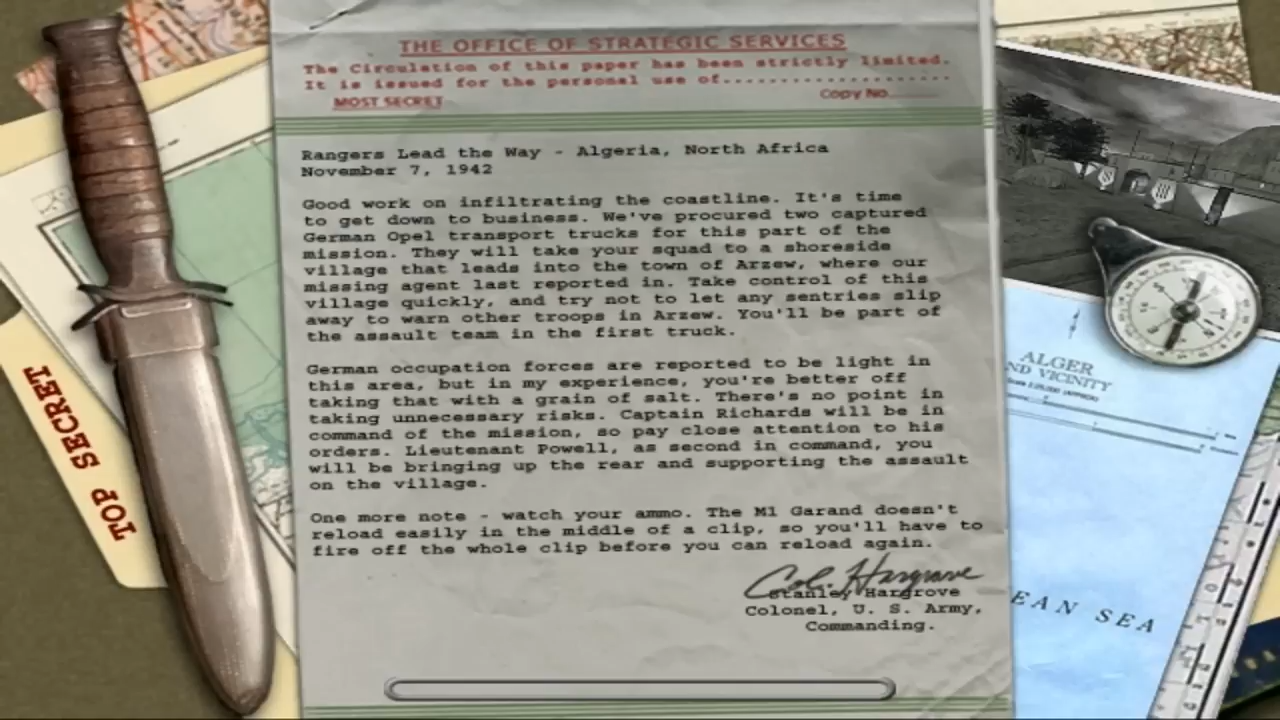 THE OFFICE OF STRATEGIC SERVICES
The Circulation of this paper has been strictly limited.
It is issued for the personal use of.....................
MOST SECRET
Copy No.
Rangers Lead the Way - Algeria, North Africa
November 7, 1942
Good work on infiltrating the coastline. It's time
to get down to business. We've procured two captured
German Opel transport trucks for this part of the
mission. They will take your squad to a shoreside
village that leads into the town of Arzew, where our
missing agent last reported in. Take control of this
village quickly, and try not to let any sentries slip
away to warn other troops in Arzew. You'll be part of
the assault team in the first truck.
German occupation forces are reported to be light in
this area, but in my experience, you're better off
taking that with a grain of salt. There's no point in
taking unnecessary risks. Captain Richards will be in
command of the mission, so pay close attention to his
orders. Lieutenant Powell, as second in command, you
will be bringing up the rear and supporting the assault
on the village.
One more note - watch your ammo. The M1 Garand doesn't
reload easily in the middle of a clip, so you'll have to
fire off the whole clip before you can reload again.
Col. Hargrove
Stanley Hargrove
Colonel, U. S. Army,
Commanding.
TOP SECRET
ALGER
ND VICINITY
EAN SEA